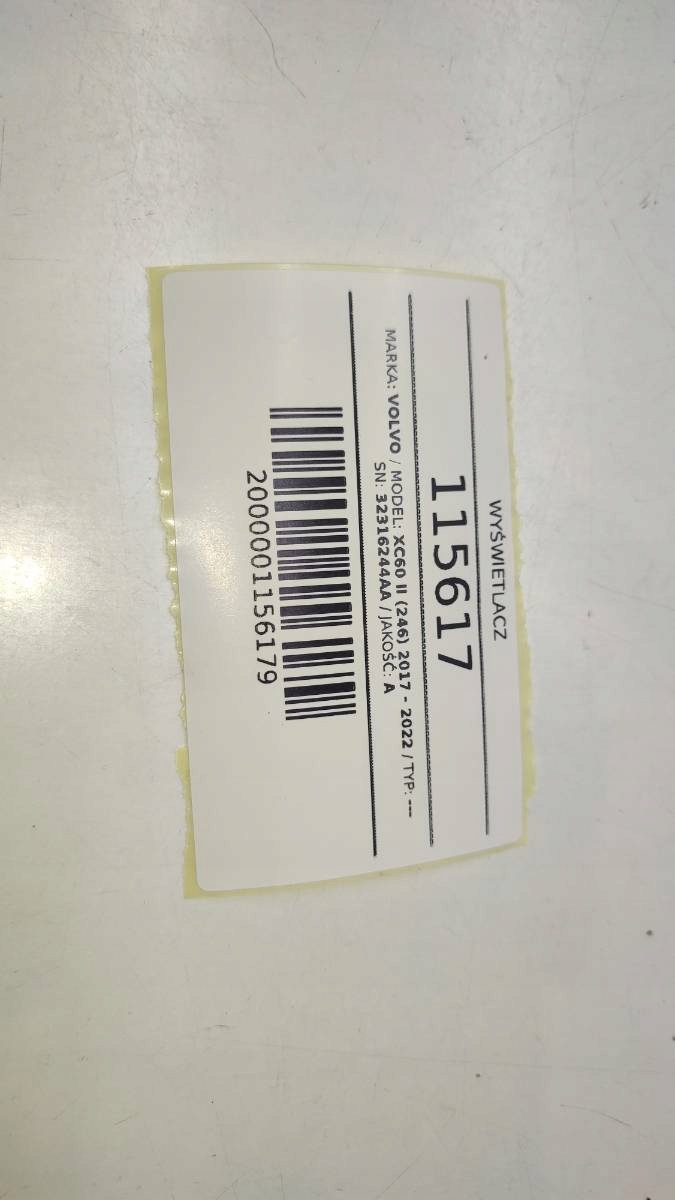 WYŚWIETLACZ
115617
MARKA: VOLVO / MODEL: XC60 II (246) 2017 - 2022 / TYP: ---
SN: 32316244AA / JAKOŚĆ: A
2000001156179